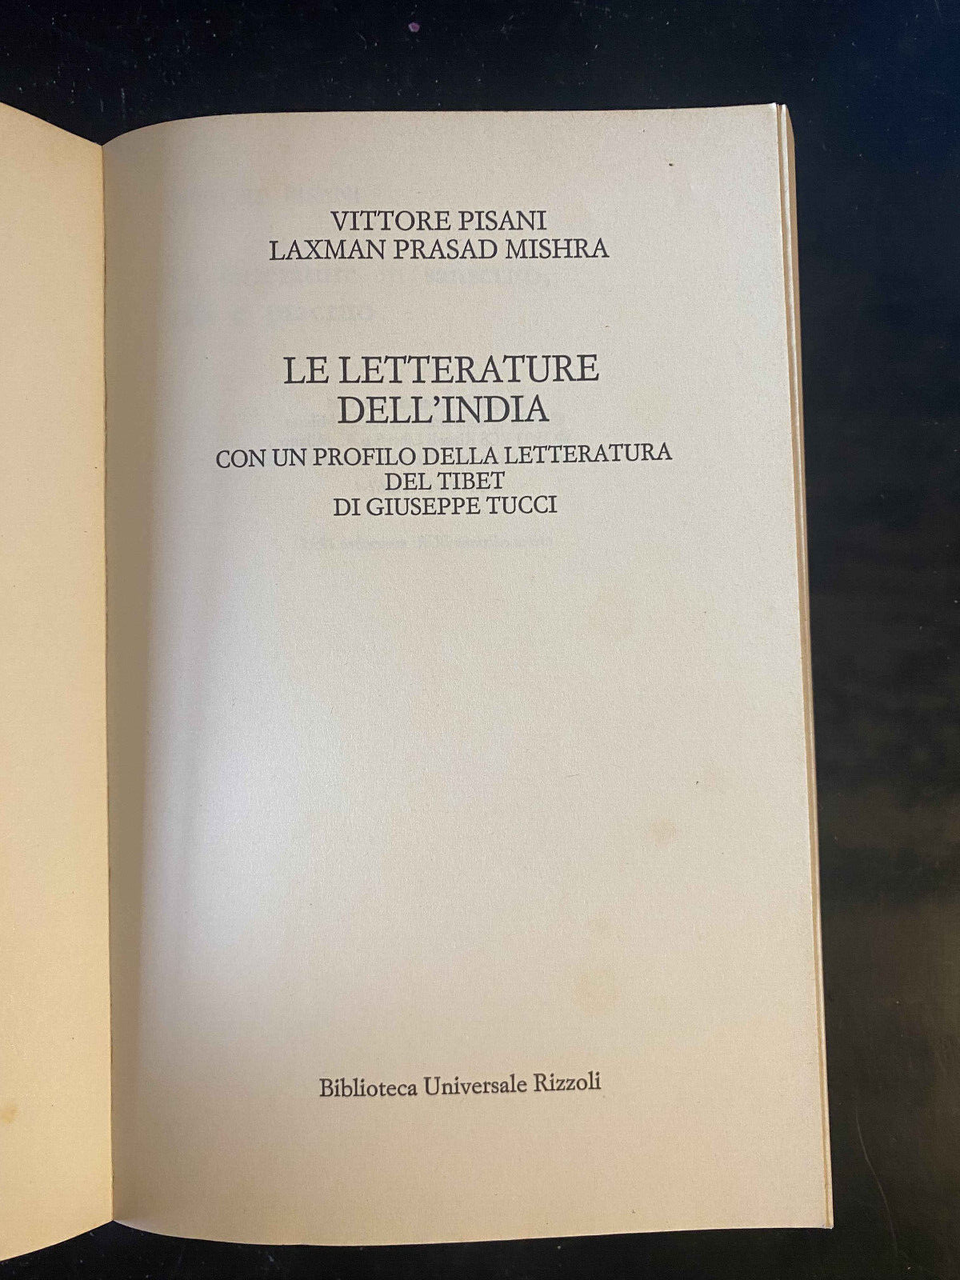 VITTORE PISANI
LAXMAN PRASAD MISHRA
LE LETTERATURE
DELL'INDIA
CON UN PROFILO DELLA LETTERATURA
DEL TIBET
DI GIUSEPPE TUCCI
Biblioteca Universale Rizzoli